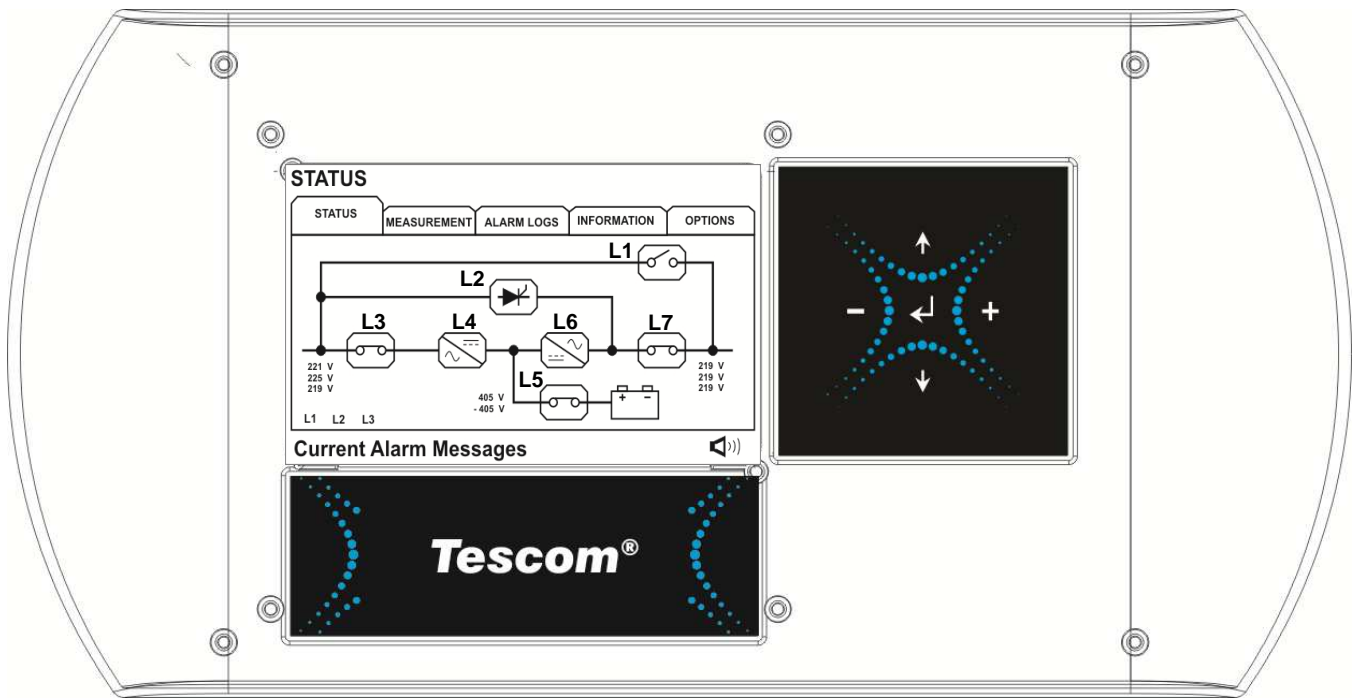 STATUS
STATUS MEASUREMENT ALARM LOGS INFORMATION OPTIONS
L1
L2
L3 L4 L6 L7
221 V
225 V
219 V
219 V
219 V
219 V
L5
405 V
- 405 V
+ −
L1 L2 L3
Current Alarm Messages
− +
Tescom®